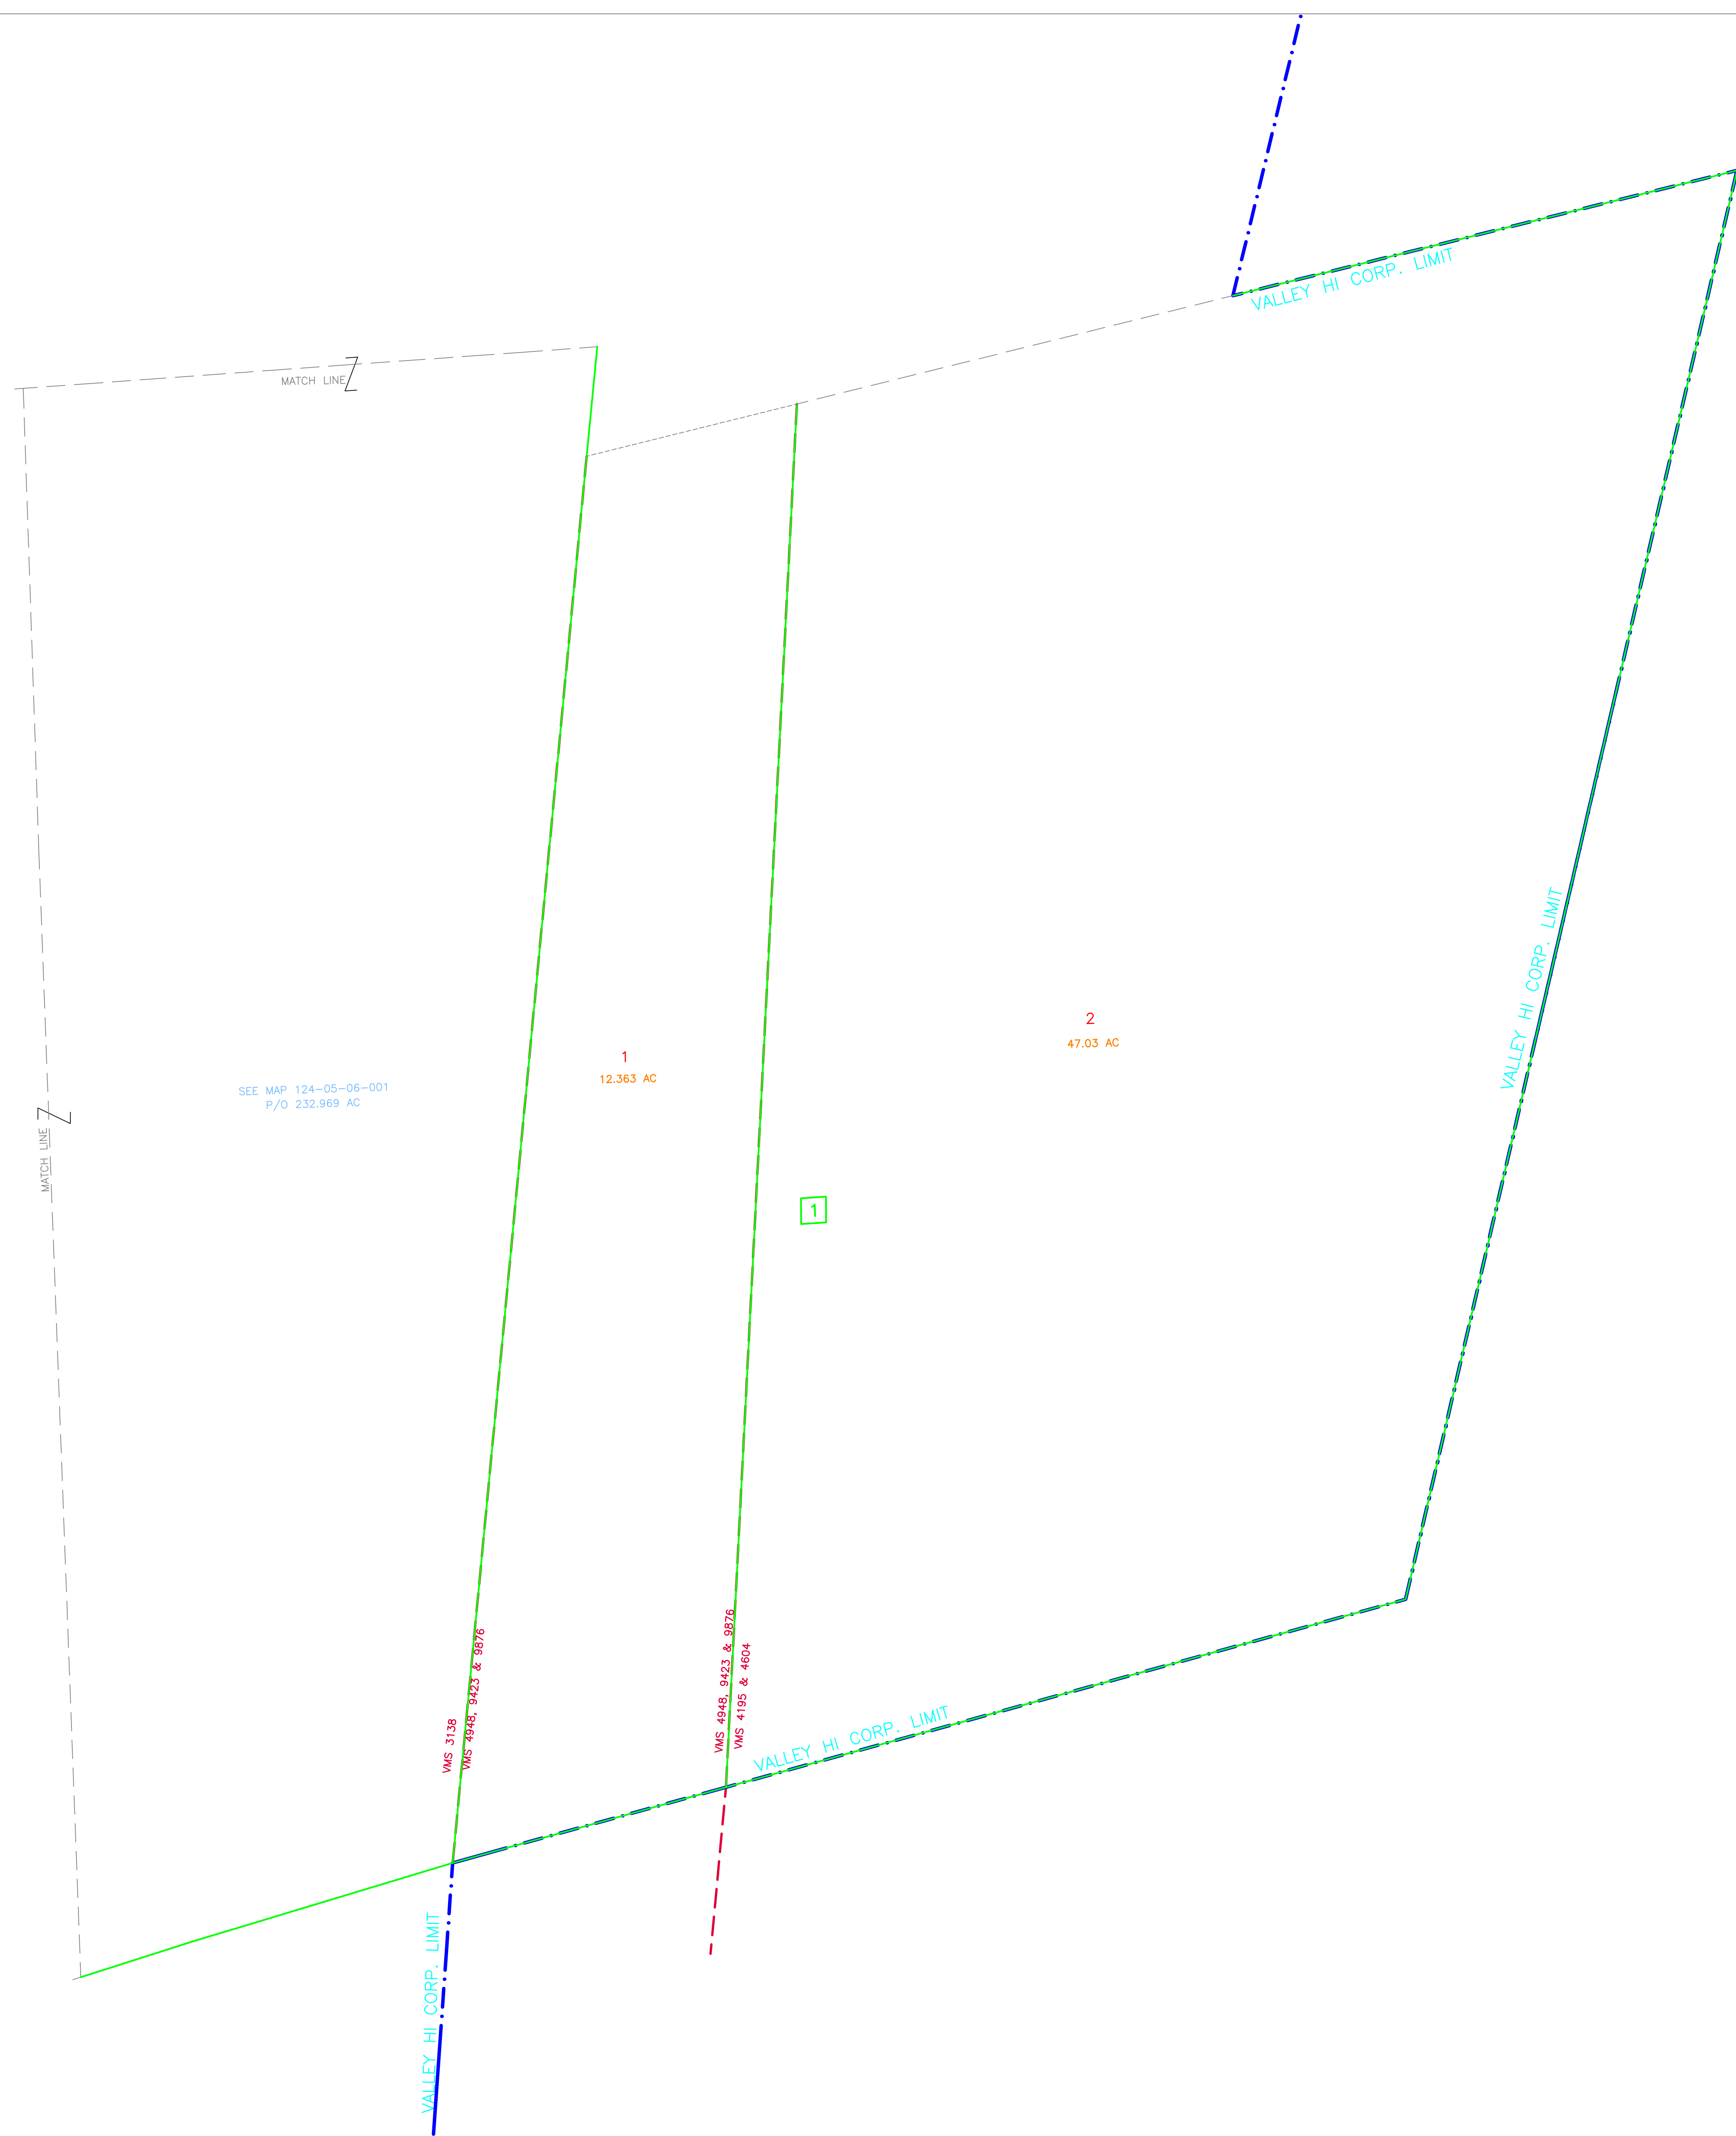 VALLEY HI CORP. LIMIT
MATCH LINE
VALLEY HI CORP. LIMIT
2
47.03 AC
1
12.363 AC
SEE MAP 124-05-06-001
P/O 232.969 AC
MATCH LINE
1
VMS 3138
VMS 4948, 9423 & 9876
VMS 4948, 9423 & 9876
VMS 4195 & 4604
VALLEY HI CORP. LIMIT
VALLEY HI CORP. LIMIT